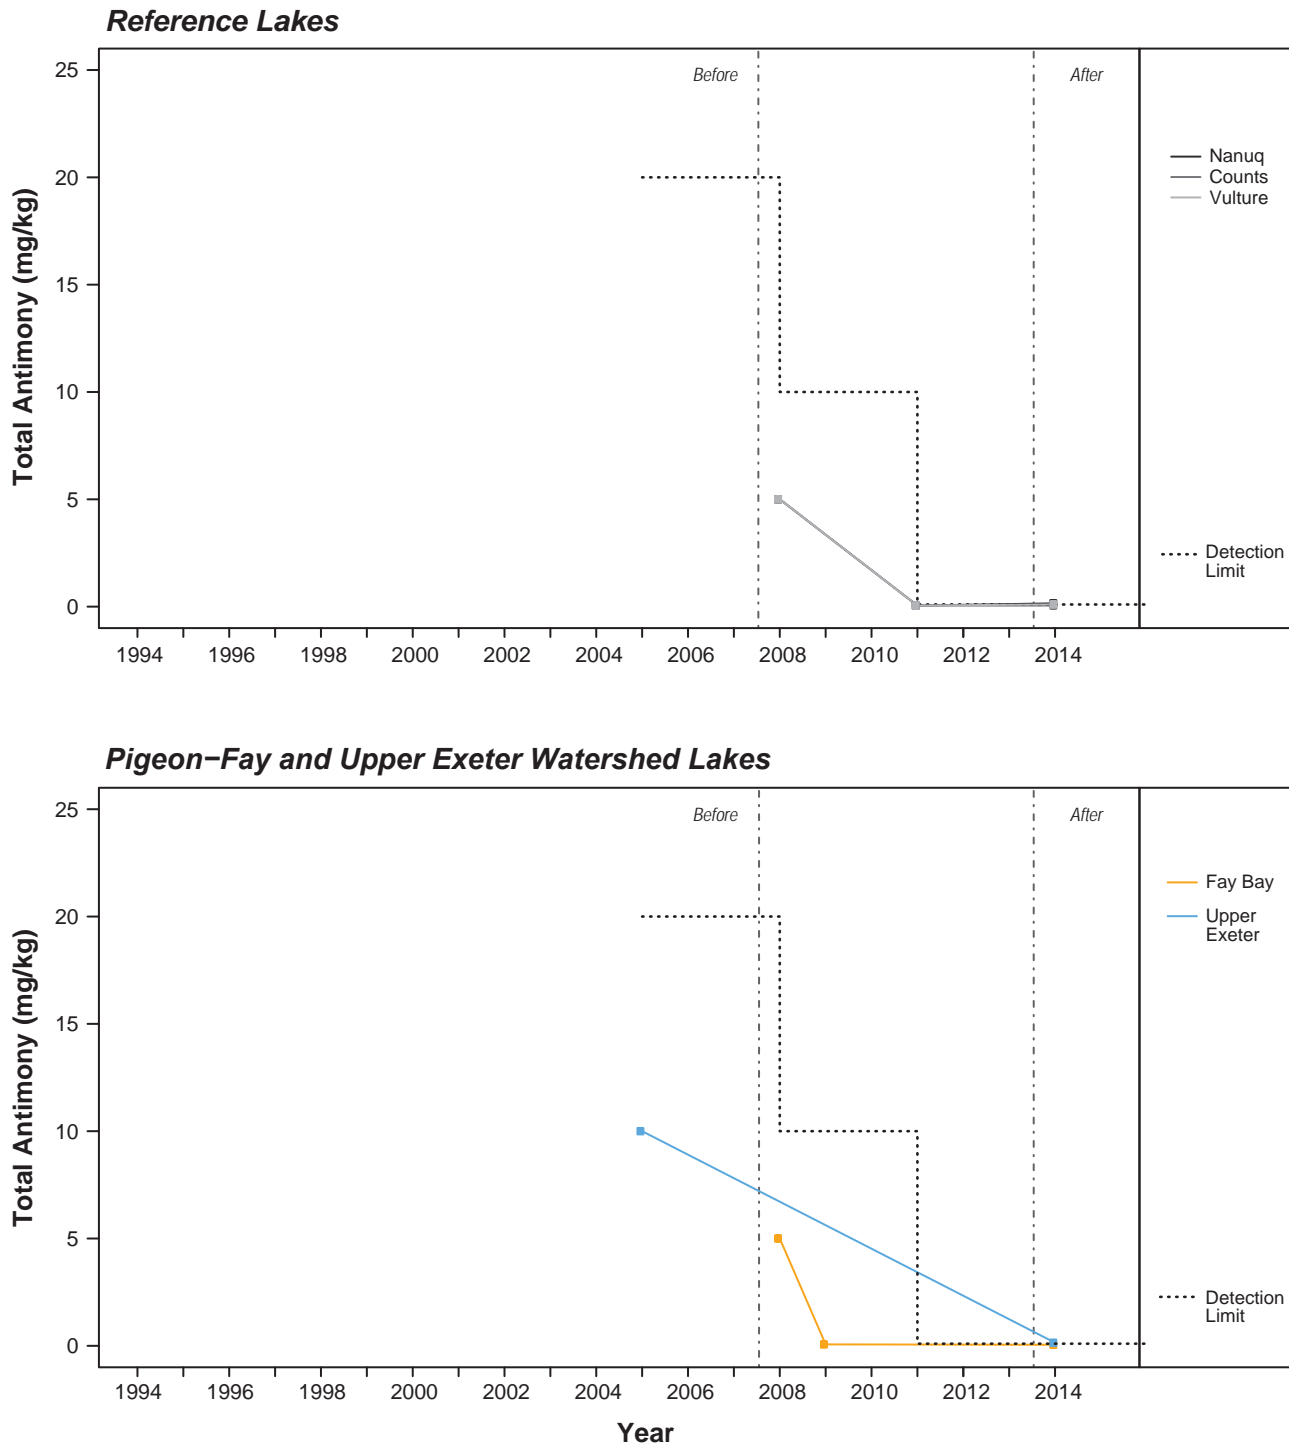 Reference Lakes
Total Antimony (mg/kg)
25
20
15
10
5
0
Before
After
Nanuq
Counts
Vulture
Detection
Limit
1994 1996 1998 2000 2002 2004 2006 2008 2010 2012 2014
Pigeon−Fay and Upper Exeter Watershed Lakes
Total Antimony (mg/kg)
25
20
15
10
5
0
Before
After
Fay Bay
Upper
Exeter
Detection
Limit
1994 1996 1998 2000 2002 2004 2006 2008 2010 2012 2014
Year